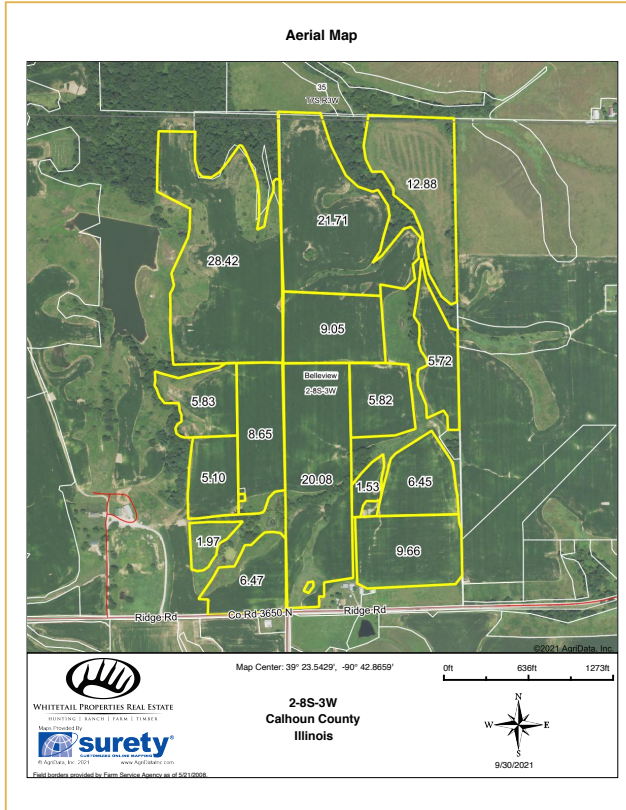 Aerial Map
35
T7S R3W
12.88
21.71
28.42
9.05
5.72
Belleview
2-8S-3W
5.83
5.82
8.65
5.10
20.08
1.53
6.45
1.97
9.66
6.47
Ridge Rd
Co Rd 3650 N
Ridge Rd
©2021 AgriData, Inc.
Map Center: 39° 23.5429', -90° 42.8659'
0ft 636ft 1273ft
WHITETAIL PROPERTIES REAL ESTATE
HUNTING | RANCH | FARM | TIMBER
Maps Provided By
surety®
CUSTOMIZED ONLINE MAPPING
© AgriData, Inc. 2021 www.AgriDataInc.com
2-8S-3W
Calhoun County
Illinois
N
W E
S
9/30/2021
Field borders provided by Farm Service Agency as of 5/21/2008.